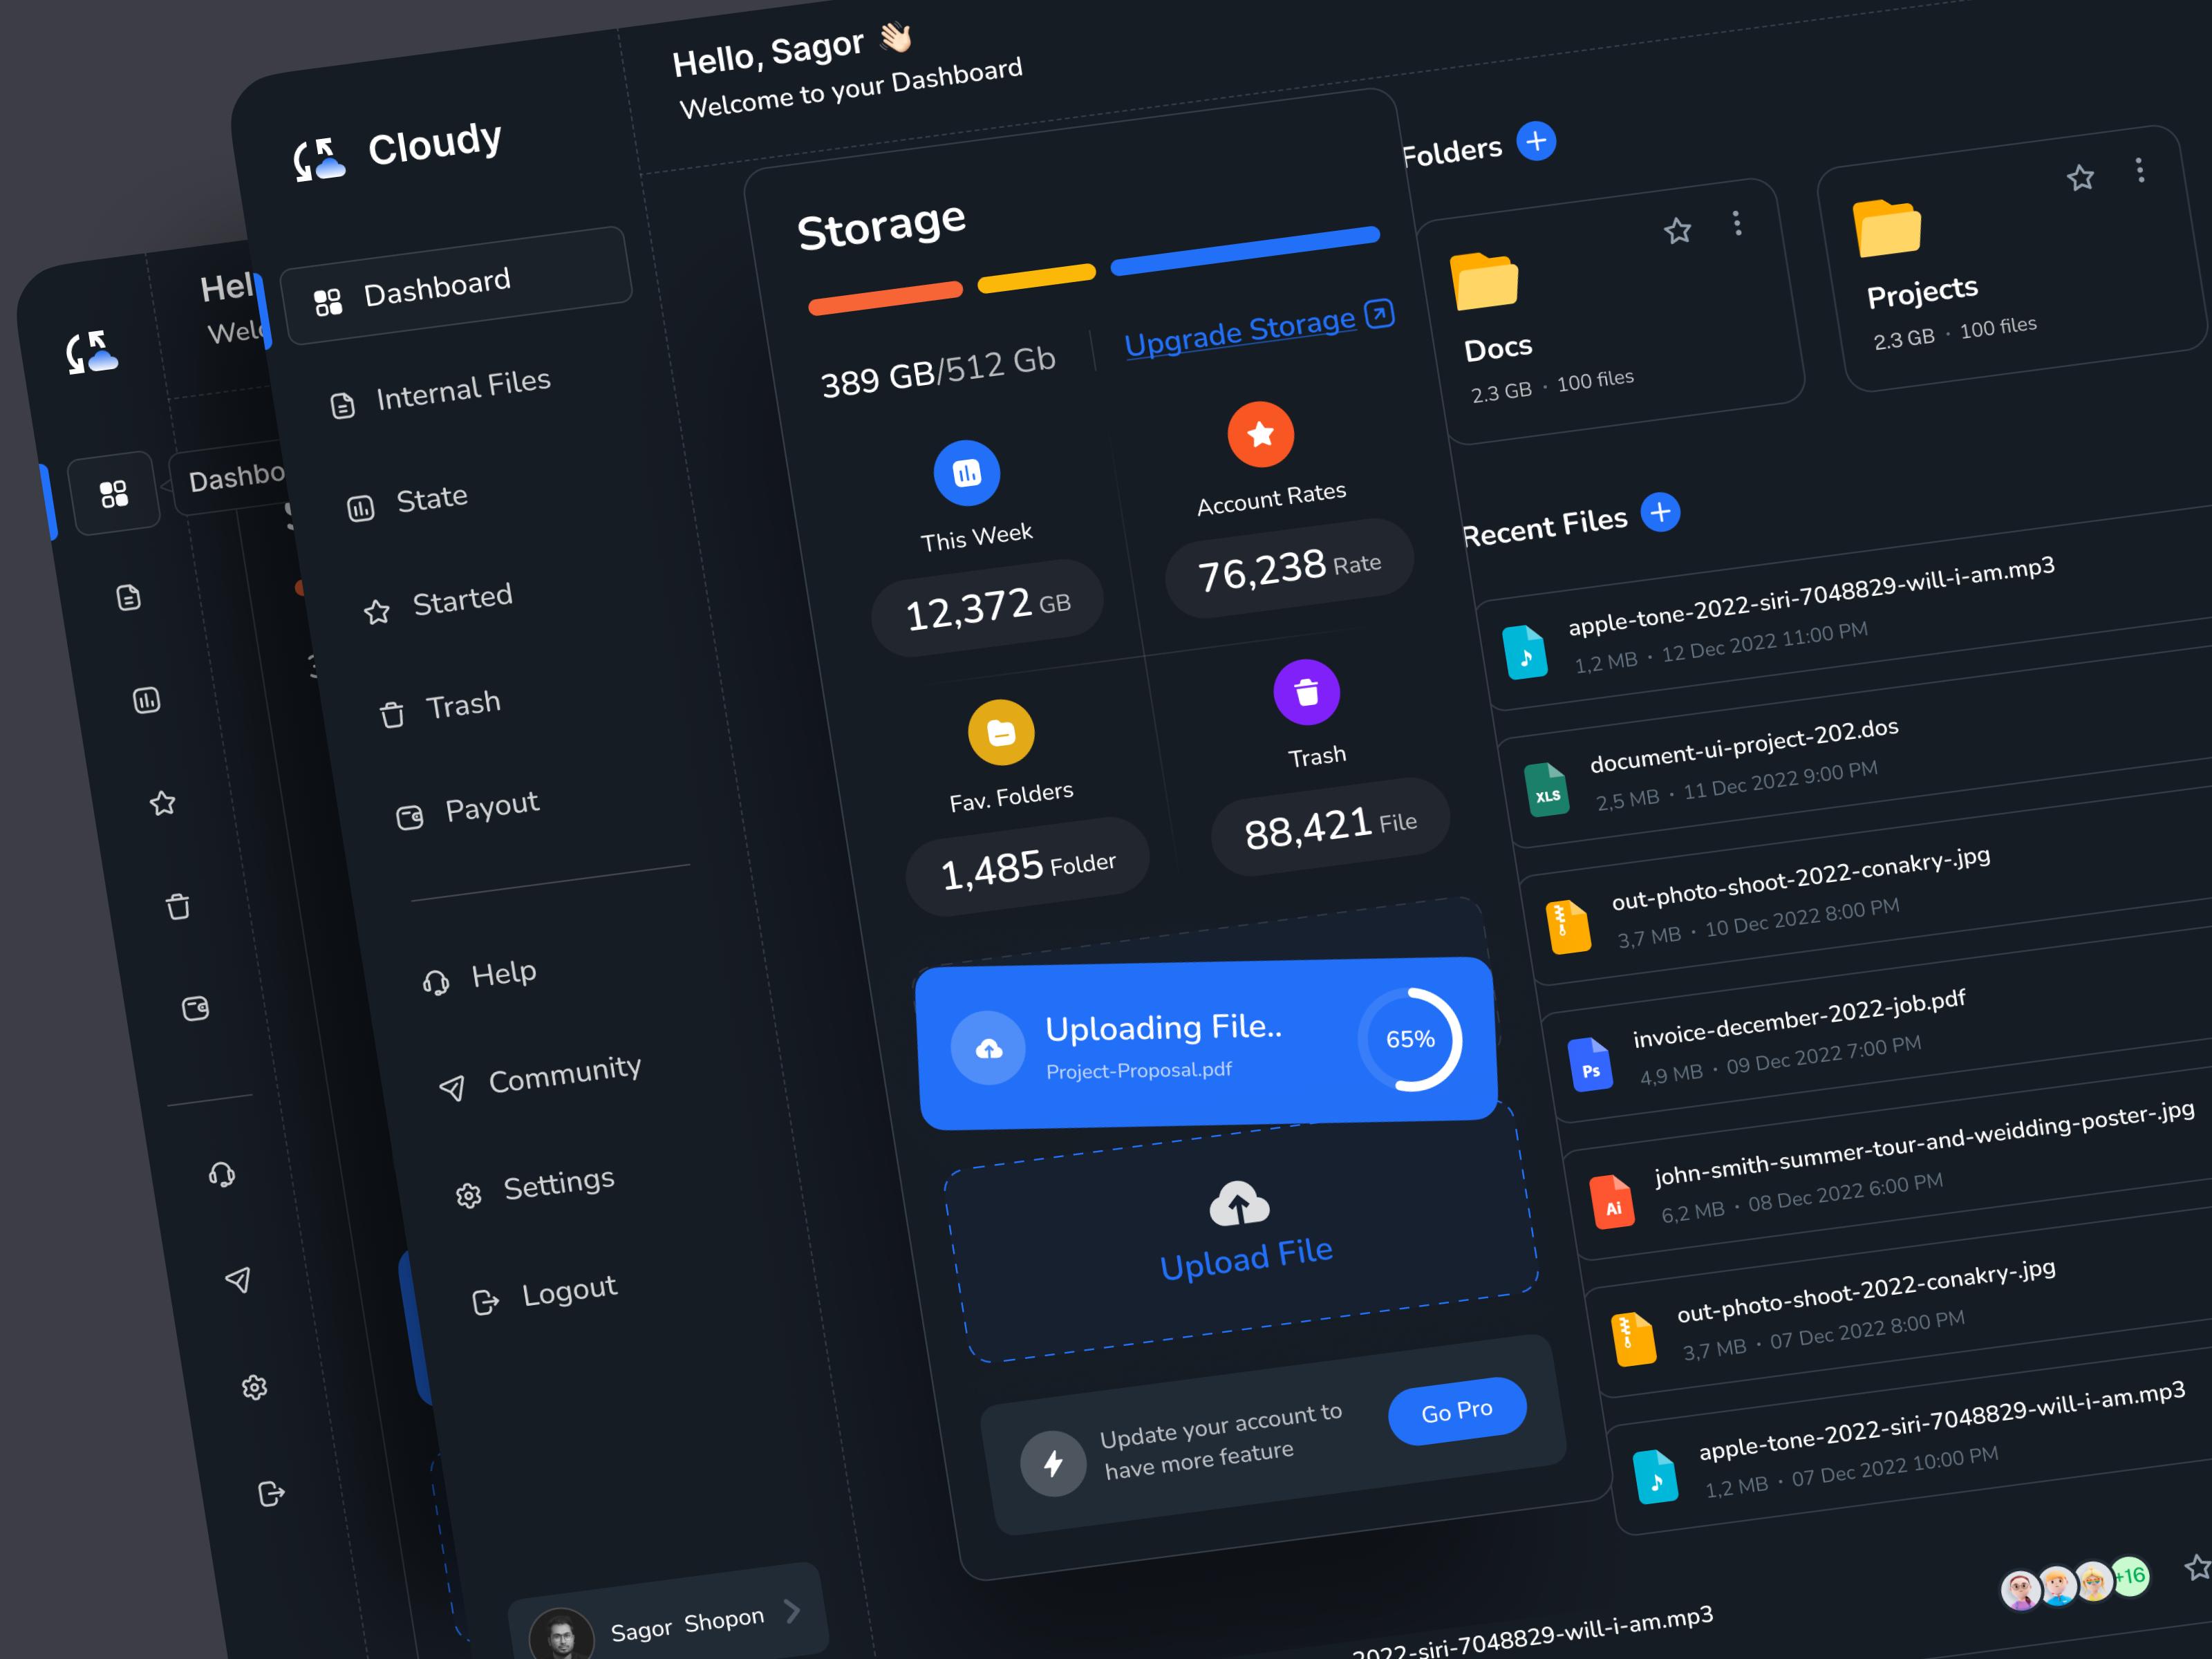 Hello, Sagor 👋🏻
Welcome to your Dashboard
Cloudy
Dashboard
Internal Files
State
Started
Trash
Payout
Help
Community
Settings
Logout
Sagor Shopon
Hel
Welc
Dashbo
Storage
389 GB/512 Gb
Upgrade Storage
This Week
12,372 GB
Account Rates
76,238 Rate
Fav. Folders
1,485 Folder
Trash
88,421 File
Uploading File..
Project-Proposal.pdf
65%
Upload File
Update your account to
have more feature
Go Pro
Folders
Docs
2.3 GB • 100 files
Projects
2.3 GB • 100 files
Recent Files
apple-tone-2022-siri-7048829-will-i-am.mp3
1,2 MB • 12 Dec 2022 11:00 PM
XLS
document-ui-project-202.dos
2,5 MB • 11 Dec 2022 9:00 PM
out-photo-shoot-2022-conakry-.jpg
3,7 MB • 10 Dec 2022 8:00 PM
Ps
invoice-december-2022-job.pdf
4,9 MB • 09 Dec 2022 7:00 PM
Ai
john-smith-summer-tour-and-weidding-poster-.jpg
6,2 MB • 08 Dec 2022 6:00 PM
out-photo-shoot-2022-conakry-.jpg
3,7 MB • 07 Dec 2022 8:00 PM
apple-tone-2022-siri-7048829-will-i-am.mp3
1,2 MB • 07 Dec 2022 10:00 PM
+16
2022-siri-7048829-will-i-am.mp3